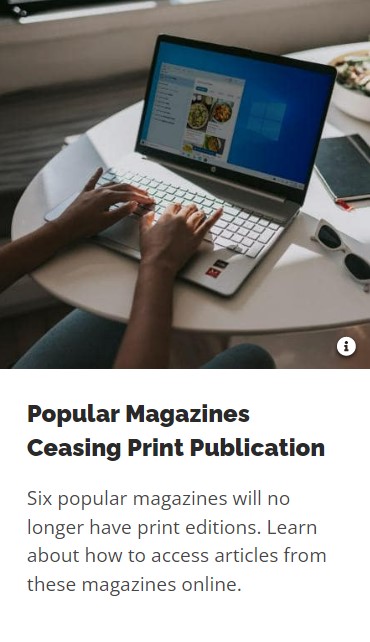 Popular Magazines
Ceasing Print Publication
Six popular magazines will no
longer have print editions. Learn
about how to access articles from
these magazines online.